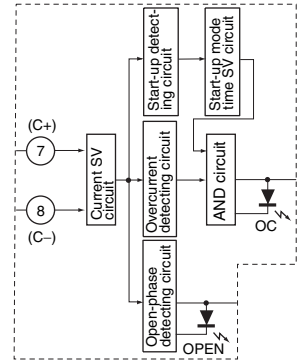 Start-up detect-
ing circuit
Start-up mode
time SV circuit
(C+)
7
8
(C−)
Current SV
circuit
Overcurrent
detecting circuit
AND circuit
OC
Open-phase
detecting circuit
OPEN